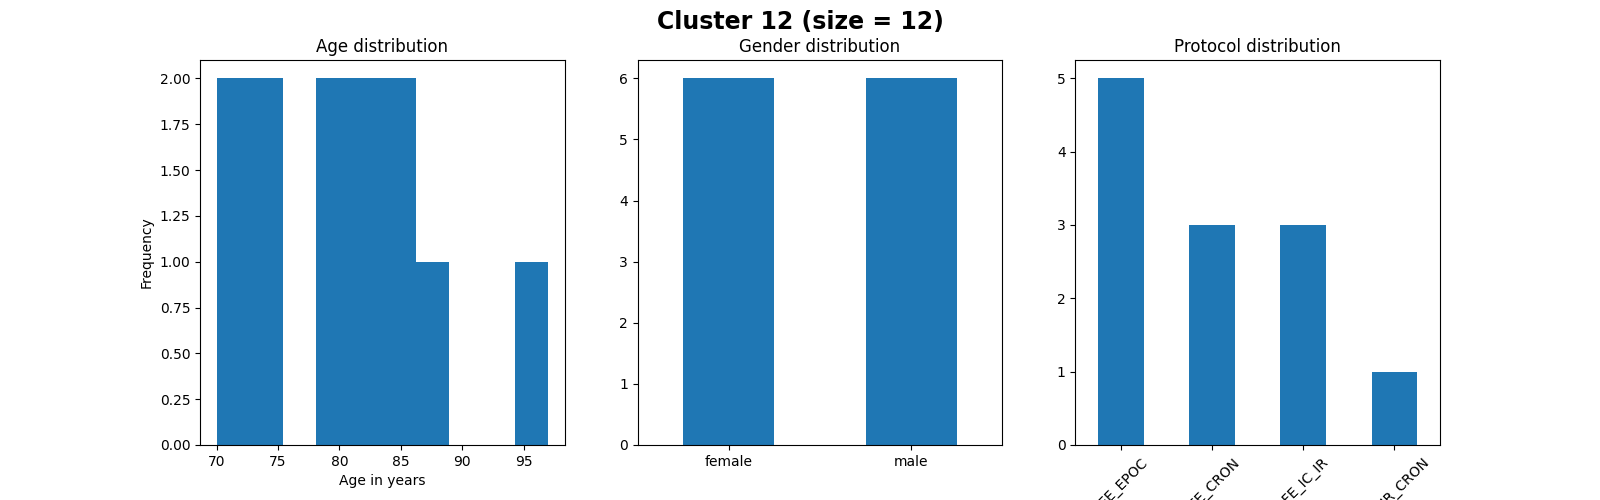 Cluster 12 (size = 12)
Age distribution
Frequency
2.00
1.75
1.50
1.25
1.00
0.75
0.50
0.25
0.00
70 75 80 85 90 95
Age in years
Gender distribution
6
5
4
3
2
1
0
female male
Protocol distribution
5
4
3
2
1
0